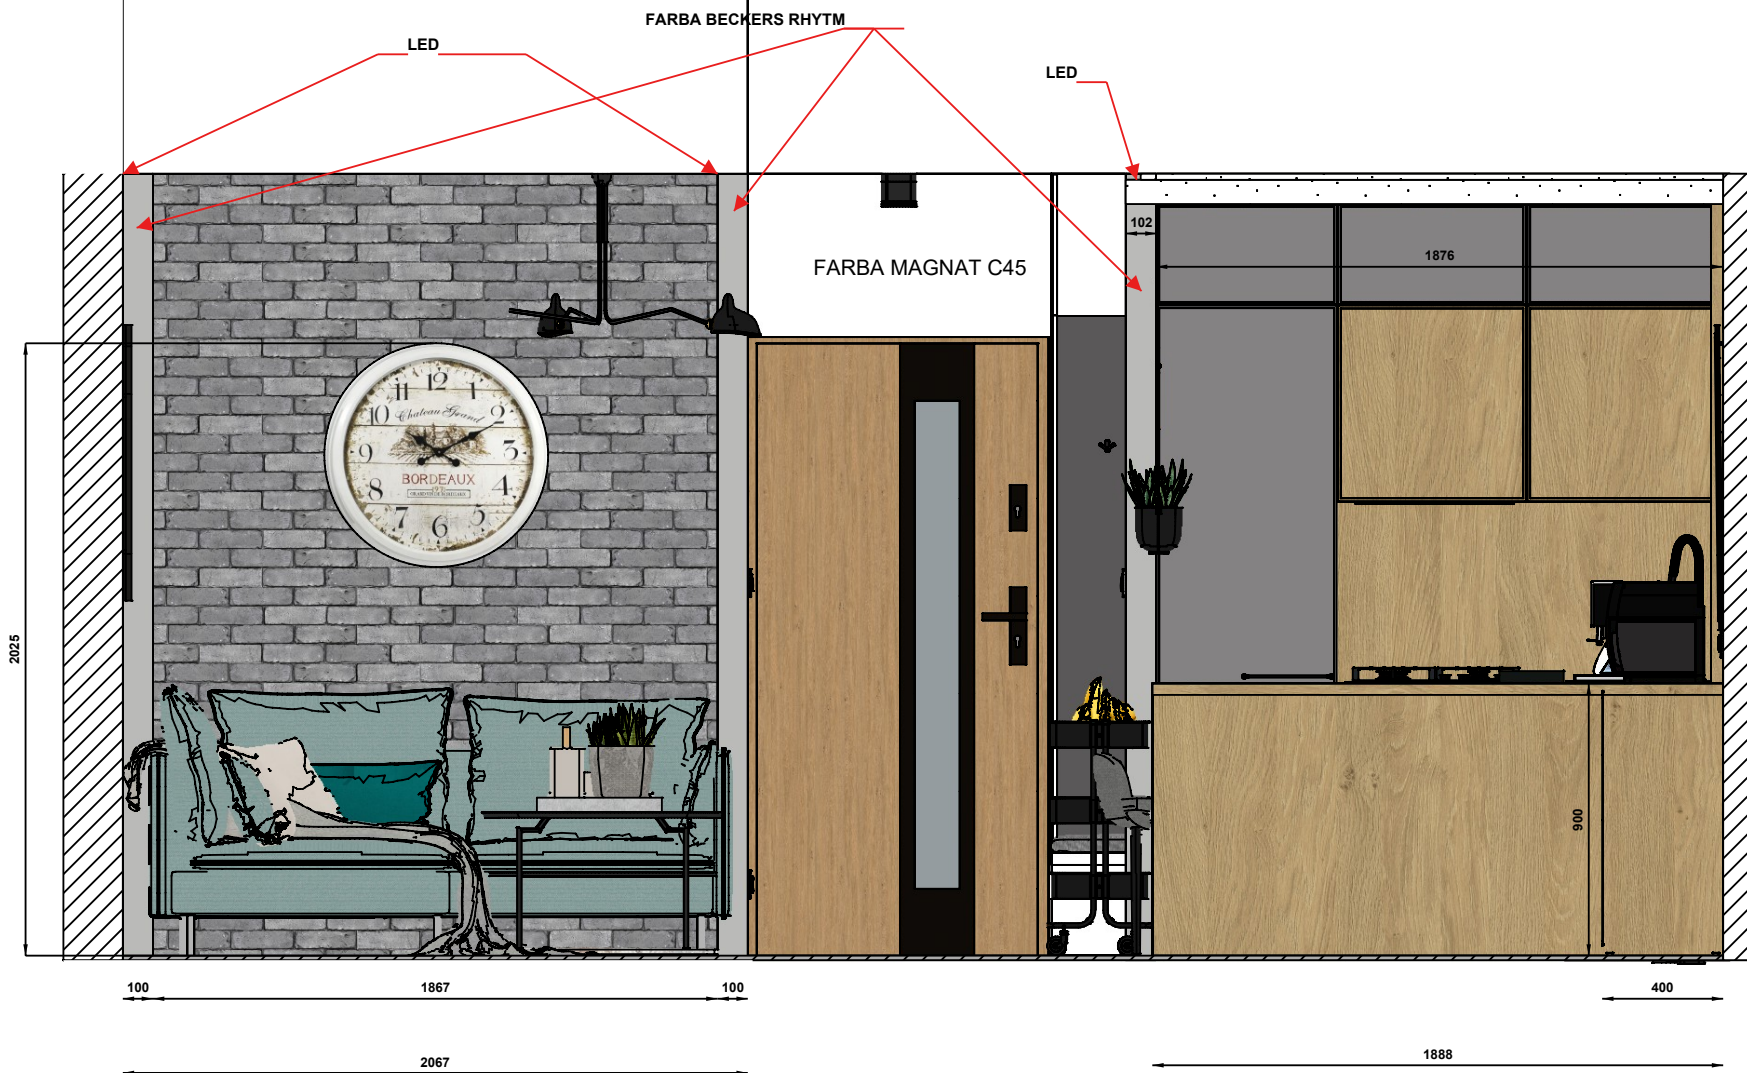 FARBA BECKERS RHYTM
LED
LED
102
1876
FARBA MAGNAT C45
11 12 1
10 2
Chateau Grand
9 3
BORDEAUX
8 4
7 6 5
2025
900
100
1867
100
400
2067
1888